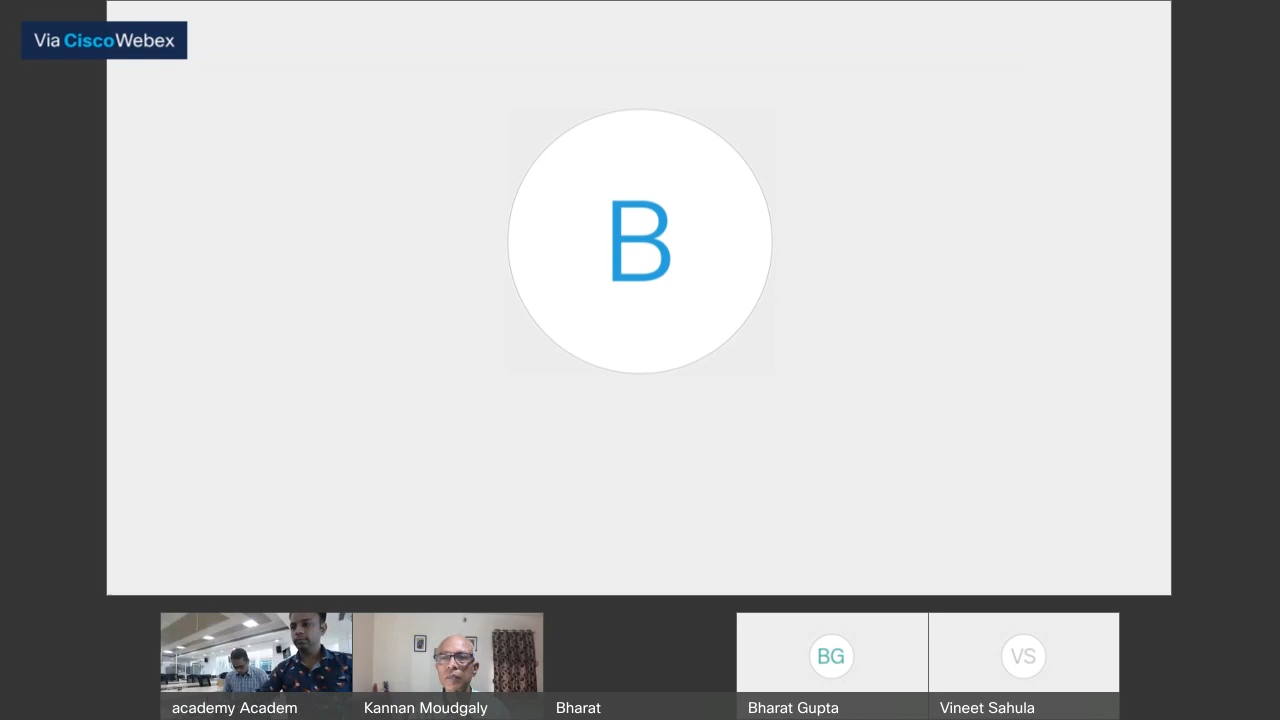 Via CiscoWebex
B
BG
VS
academy Academ
Kannan Moudgaly
Bharat
Bharat Gupta
Vineet Sahula